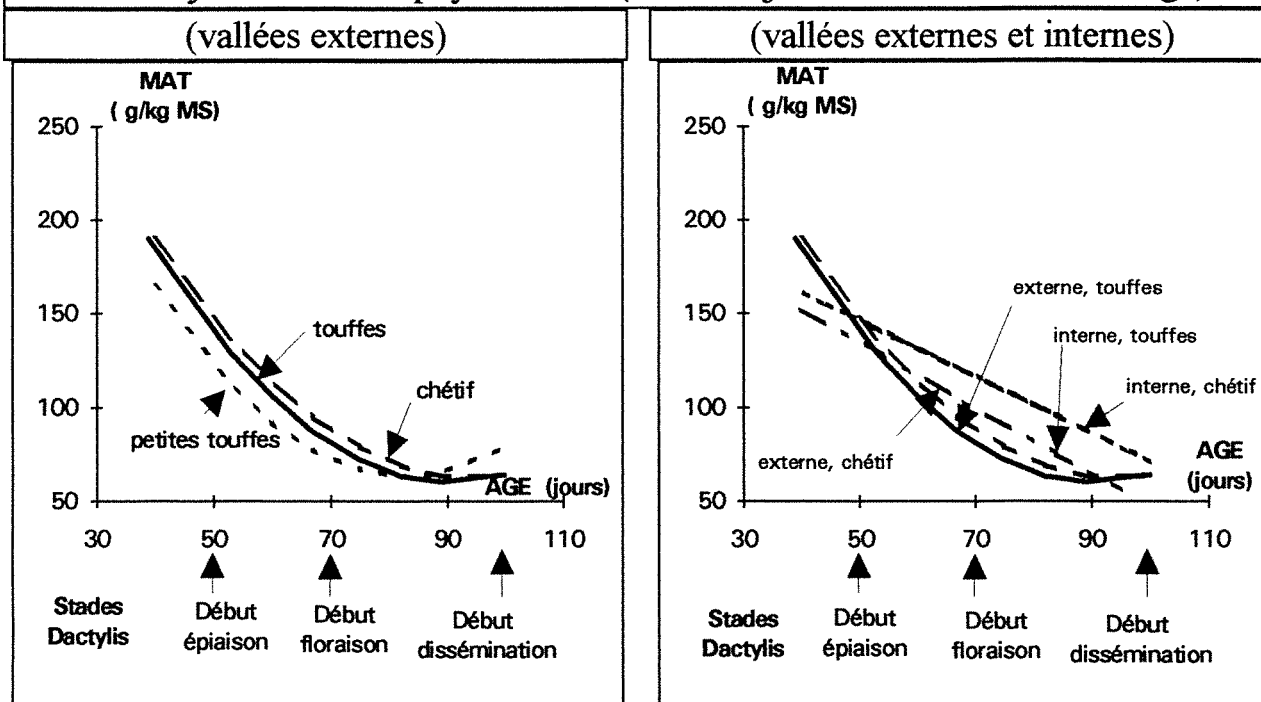 (vallées externes)
(vallées externes et internes)
MAT
( g/kg MS)
250
200
150
100
50
touffes
chétif
petites touffes
AGE (jours)
30 50 70 90 110
Stades
Dactylis
Début
épiaison
Début
floraison
Début
dissémination
MAT
( g/kg MS)
250
200
150
100
50
externe, touffes
interne, touffes
interne, chétif
externe, chétif
AGE
(jours)
30 50 70 90 110
Stades
Dactylis
Début
épiaison
Début
floraison
Début
dissémination